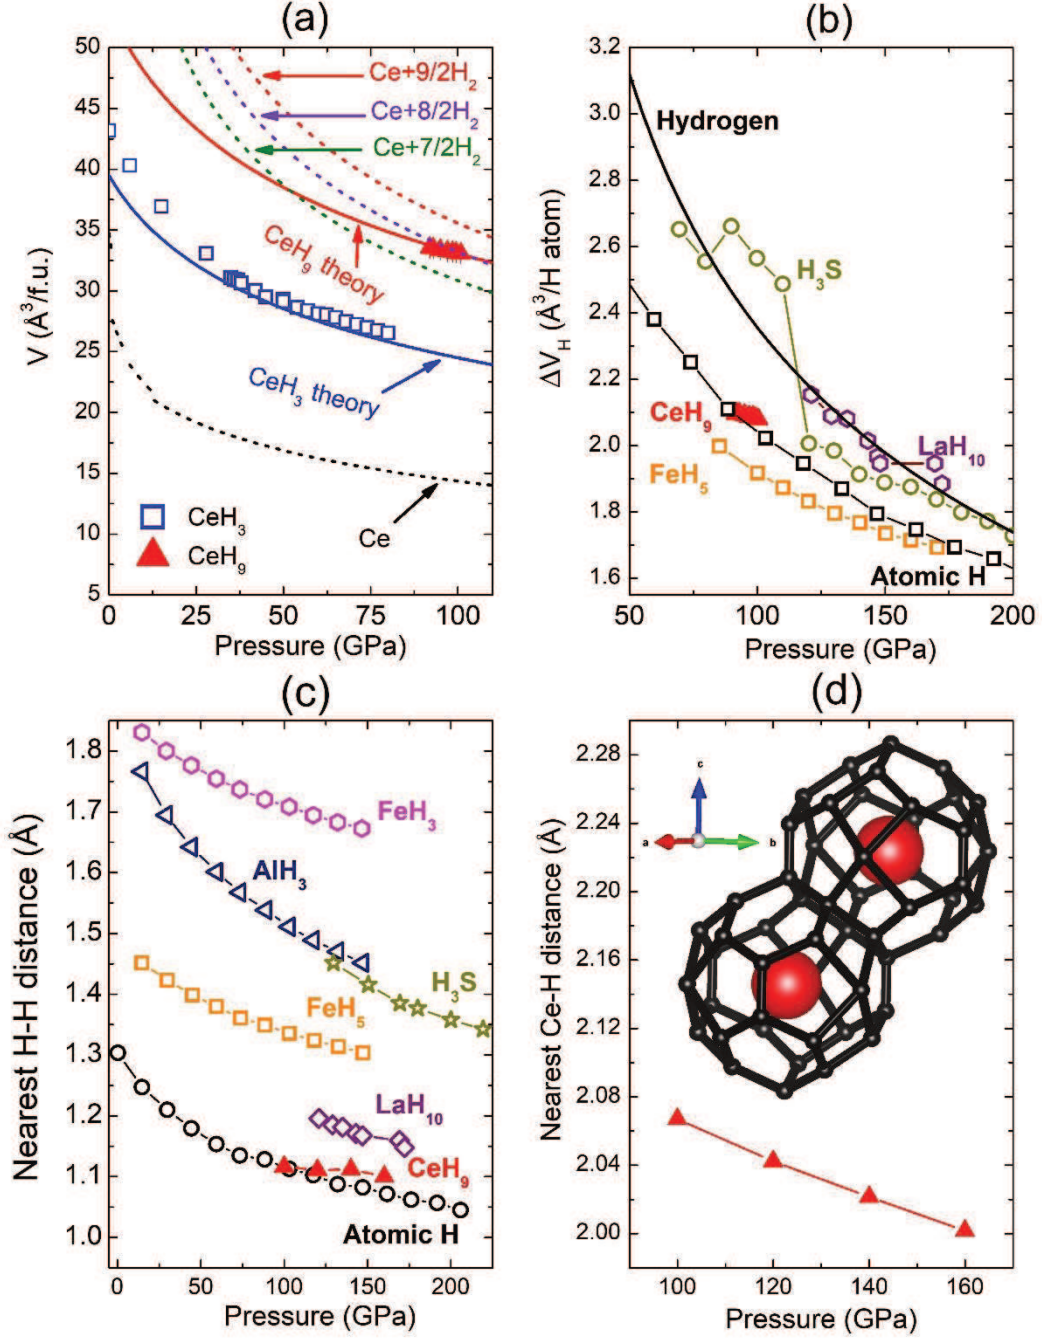 (a)
50
45
40
35
30
25
20
15
10
5
V (Å³/f.u.)
Ce+9/2H₂
Ce+8/2H₂
Ce+7/2H₂
CeH₉ theory
CeH₃ theory
Ce
CeH₃
CeH₉
0 25 50 75 100
Pressure (GPa)
(b)
3.2
3.0
2.8
2.6
2.4
2.2
2.0
1.8
1.6
ΔV_H (Å³/H atom)
Hydrogen
H₃S
CeH₉
LaH₁₀
FeH₅
Atomic H
50 100 150 200
Pressure (GPa)
(c)
1.8
1.7
1.6
1.5
1.4
1.3
1.2
1.1
1.0
Nearest H-H distance (Å)
FeH₃
AlH₃
H₃S
FeH₅
LaH₁₀
CeH₉
Atomic H
0 50 100 150 200
Pressure (GPa)
(d)
2.28
2.24
2.20
2.16
2.12
2.08
2.04
2.00
Nearest Ce-H distance (Å)
c
a
b
100 120 140 160
Pressure (GPa)